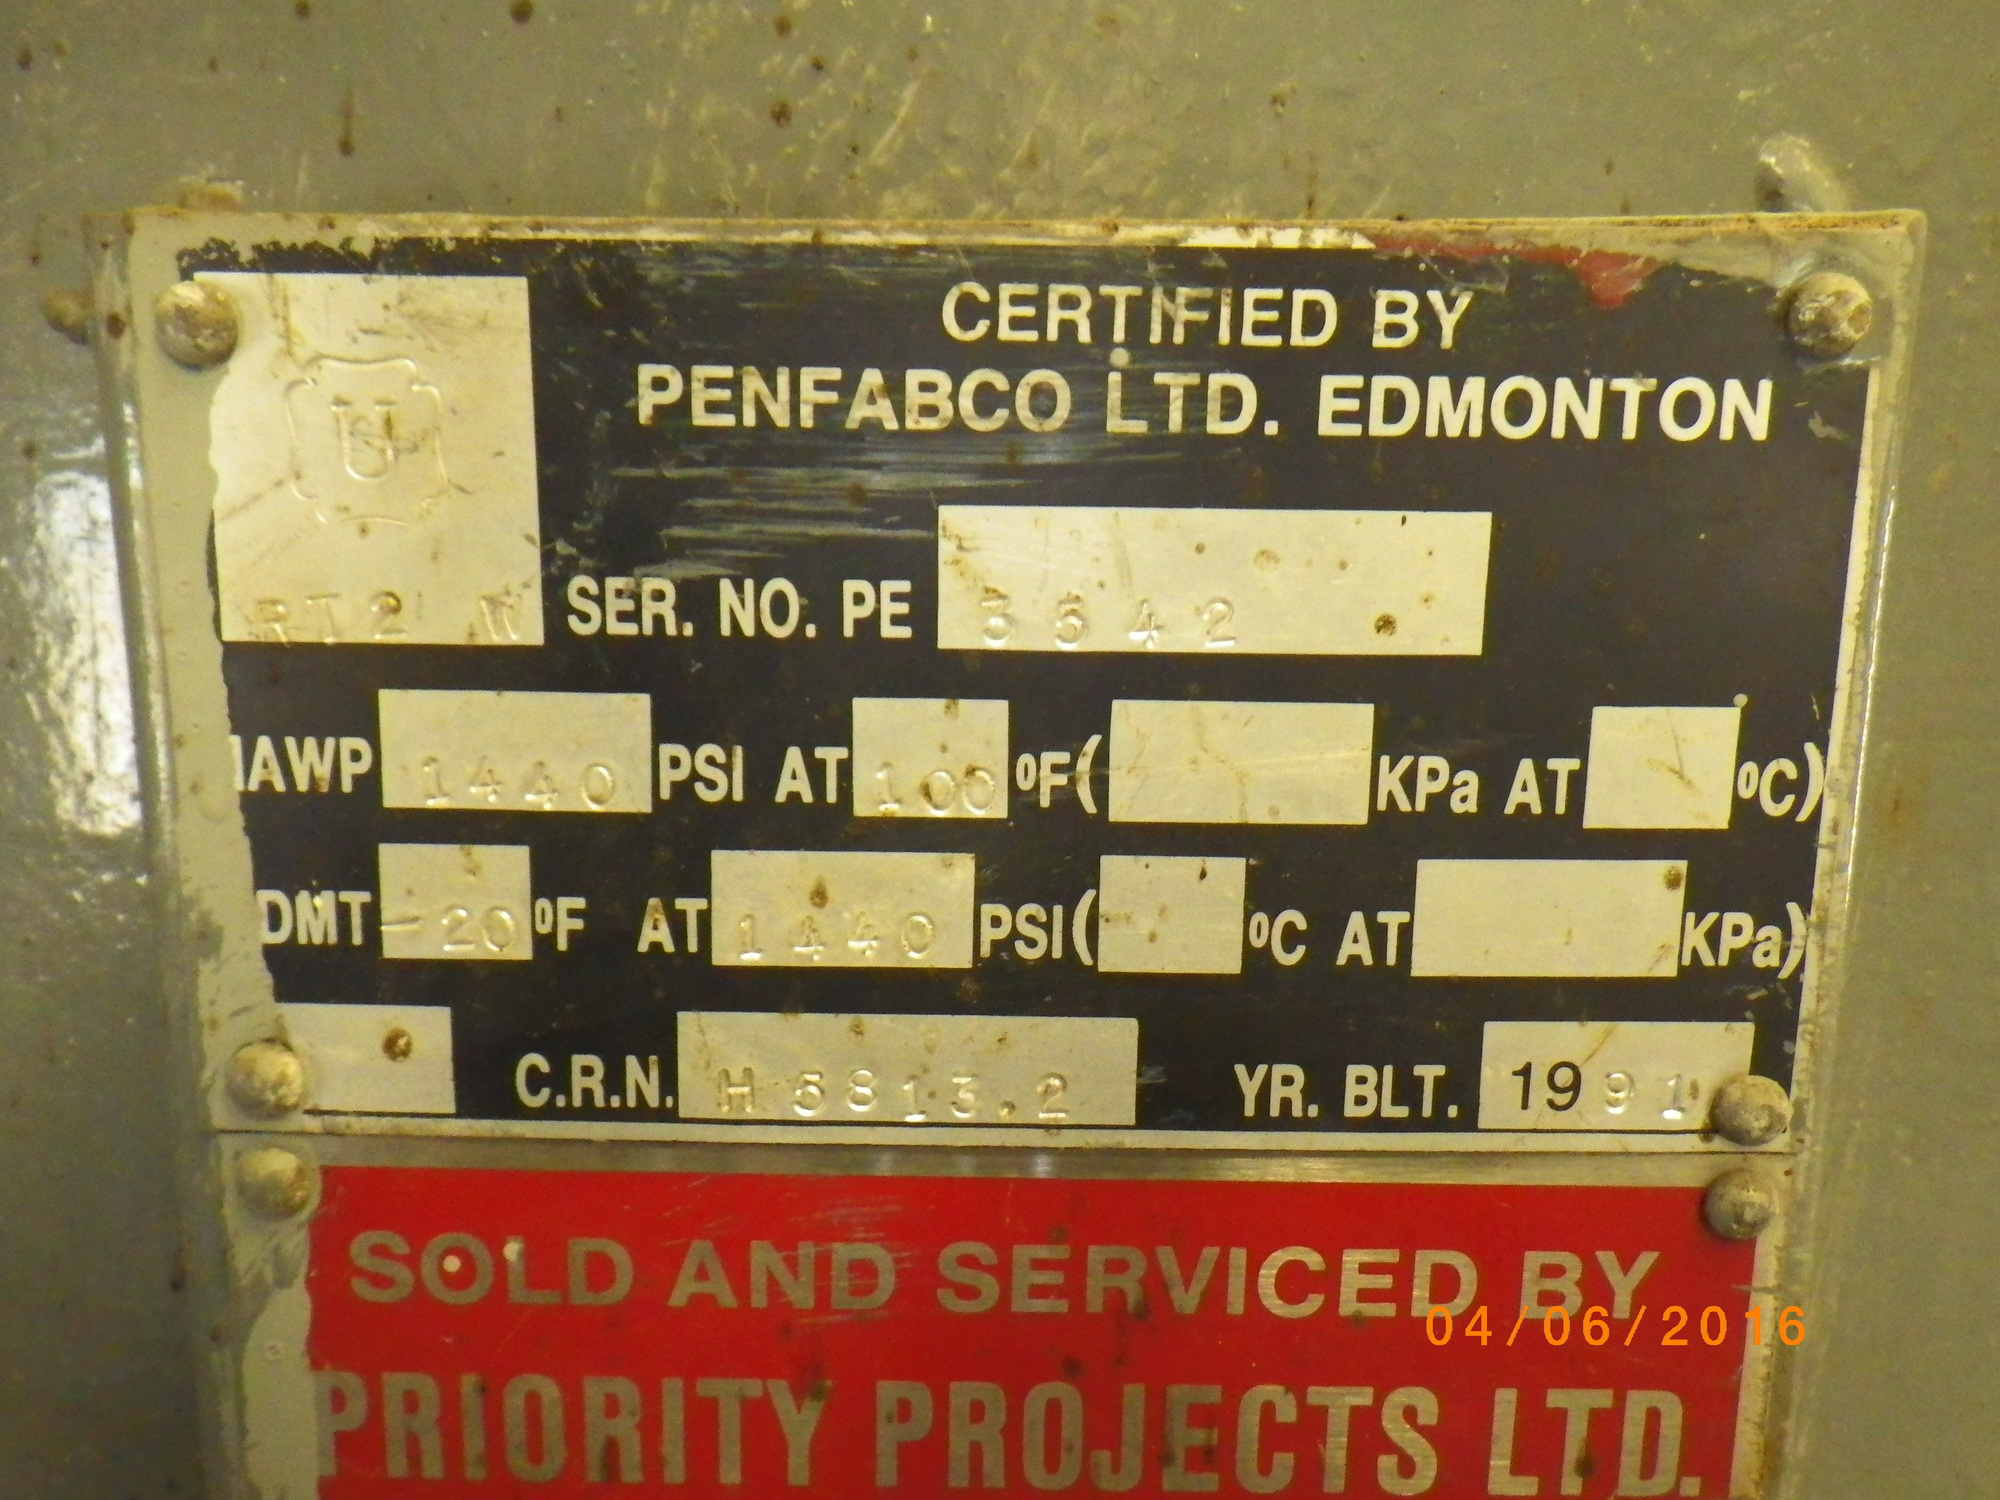 CERTIFIED BY
PENFABCO LTD. EDMONTON
U
RT2 W SER. NO. PE 3542
MAWP 1440 PSI AT 100 ºF( KPa AT ºC)
DMT -20 ºF AT 1440 PSI( ºC AT KPa)
C.R.N. H5813.2 YR. BLT. 1991
SOLD AND SERVICED BY
04/06/2016
PRIORITY PROJECTS LTD.